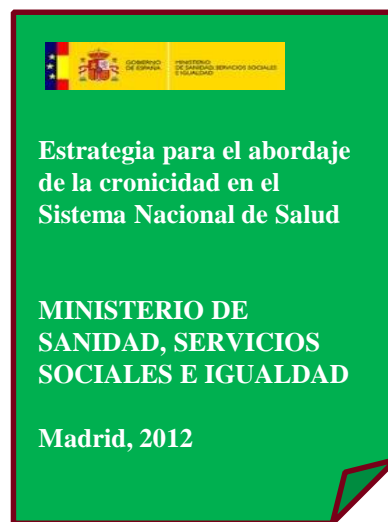 GOBIERNO
DE ESPAÑA
MINISTERIO
DE SANIDAD, SERVICIOS SOCIALES
E IGUALDAD
Estrategia para el abordaje
de la cronicidad en el
Sistema Nacional de Salud
MINISTERIO DE
SANIDAD, SERVICIOS
SOCIALES E IGUALDAD
Madrid, 2012